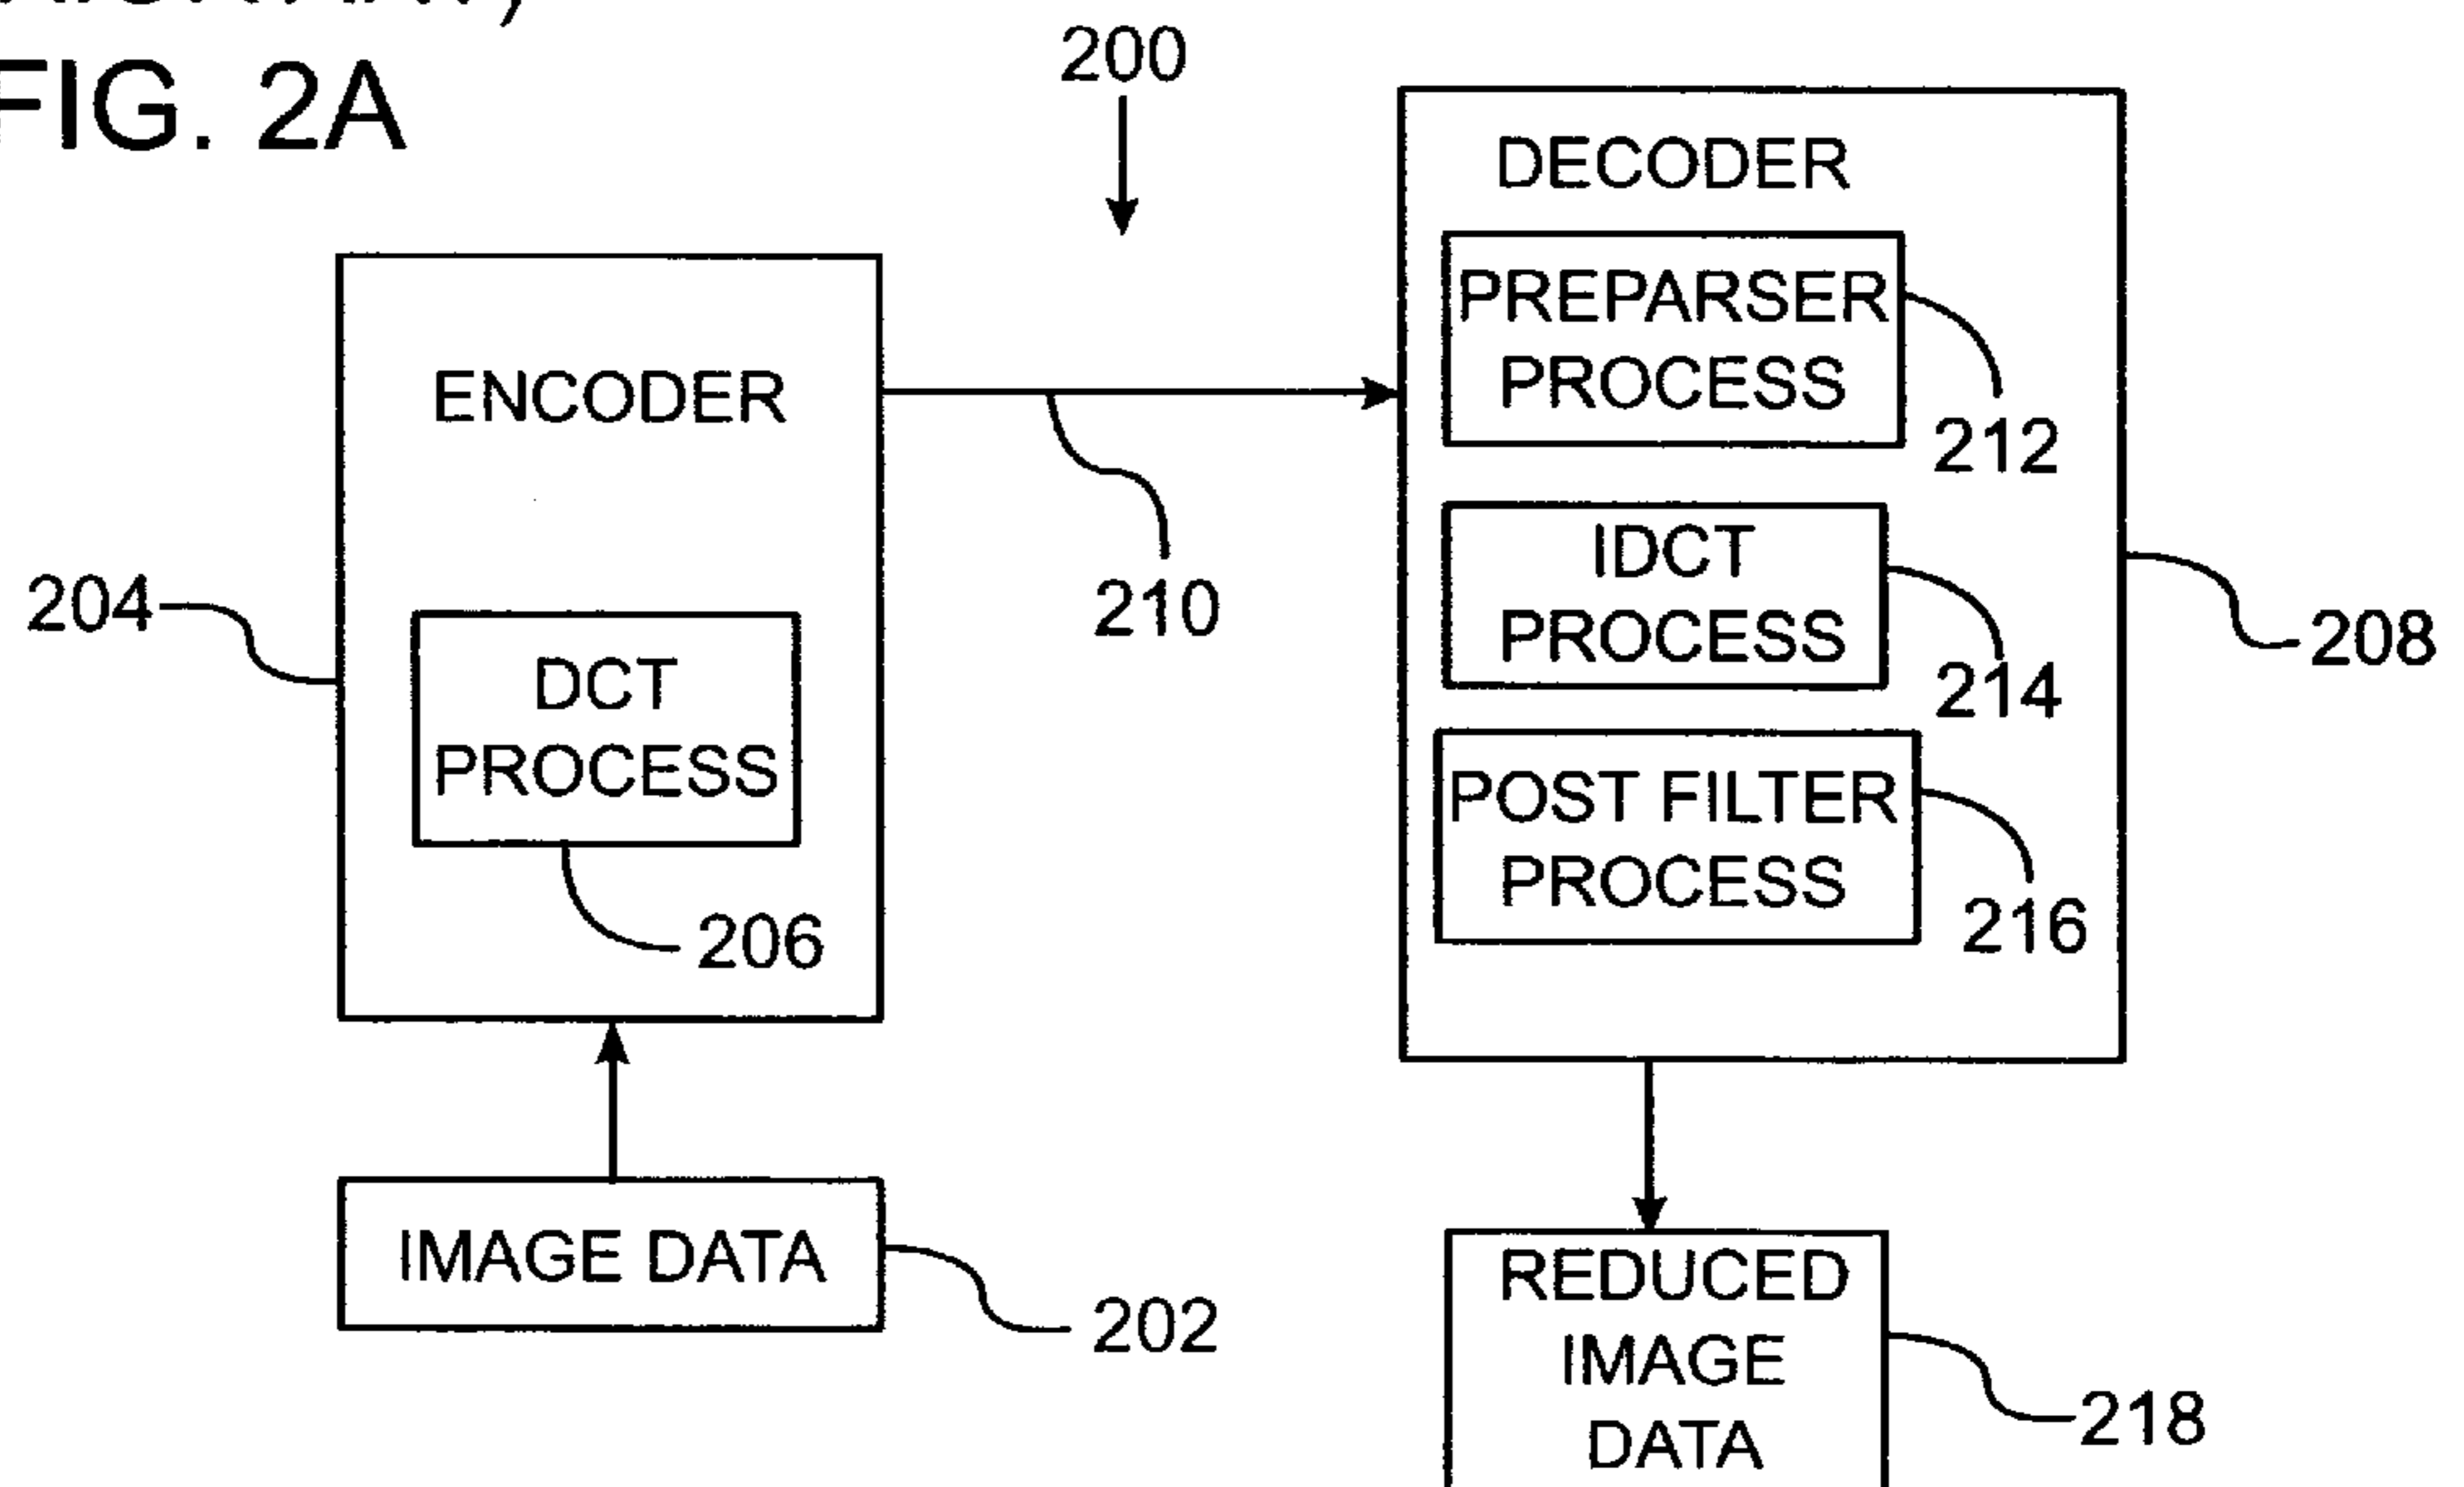 FIG. 2A
200
DECODER
PREPARSER
PROCESS
212
ENCODER
210
IDCT
PROCESS
214
204
208
DCT
PROCESS
206
POST FILTER
PROCESS
216
IMAGE DATA
202
REDUCED
IMAGE
DATA
218